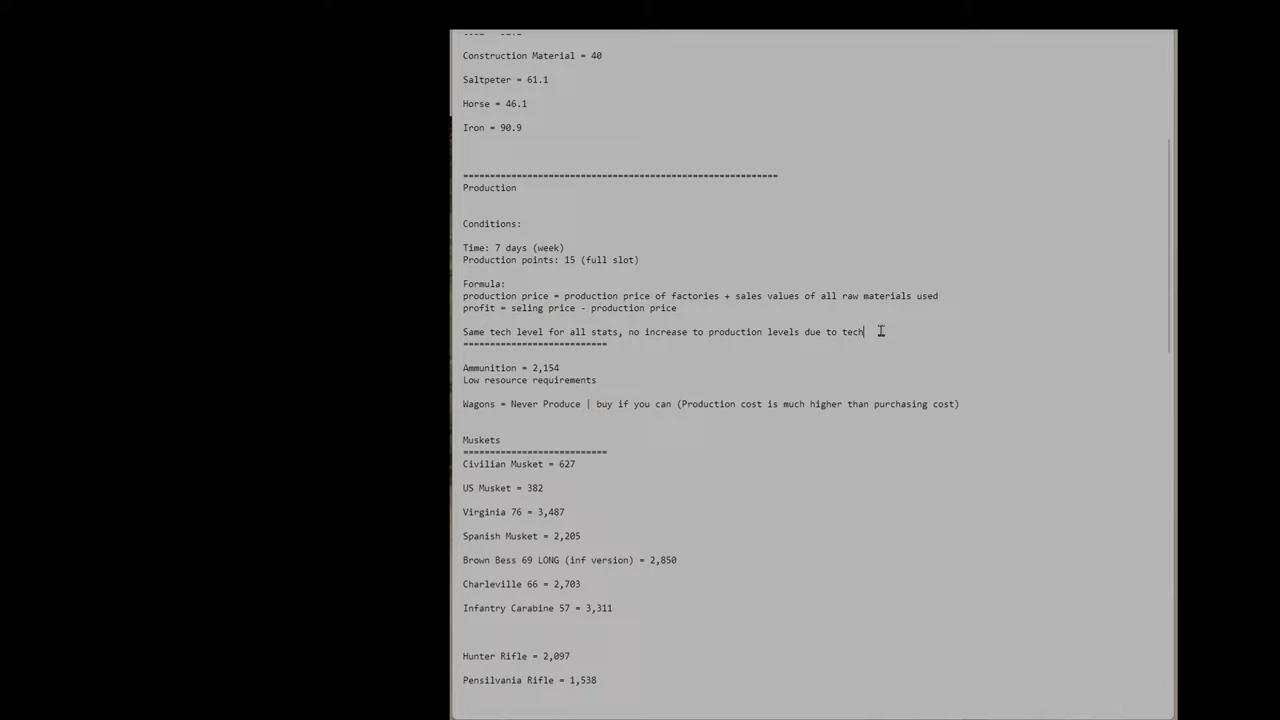 Construction Material = 40
Saltpeter = 61.1
Horse = 46.1
Iron = 90.9
===========================================================
Production
Conditions:
Time: 7 days (week)
Production points: 15 (full slot)
Formula:
production price = production price of factories + sales values of all raw materials used
profit = seling price - production price
Same tech level for all stats, no increase to production levels due to tech
===========================
Ammunition = 2,154
Low resource requirements
Wagons = Never Produce | buy if you can (Production cost is much higher than purchasing cost)
Muskets
===========================
Civilian Musket = 627
US Musket = 382
Virginia 76 = 3,487
Spanish Musket = 2,205
Brown Bess 69 LONG (inf version) = 2,850
Charleville 66 = 2,703
Infantry Carabine 57 = 3,311
Hunter Rifle = 2,097
Pensilvania Rifle = 1,538